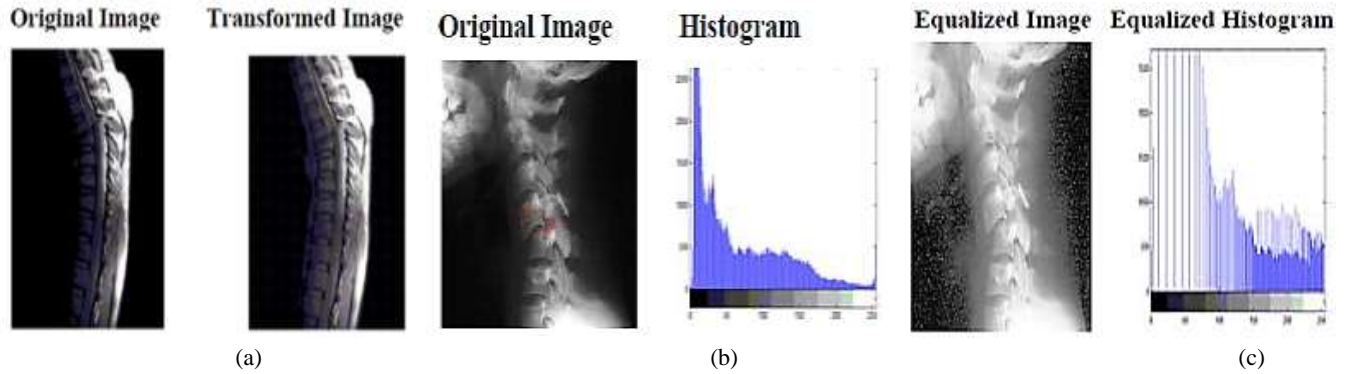 Original Image
Transformed Image
Original Image
Histogram
Equalized Image
Equalized Histogram
(a)
(b)
(c)